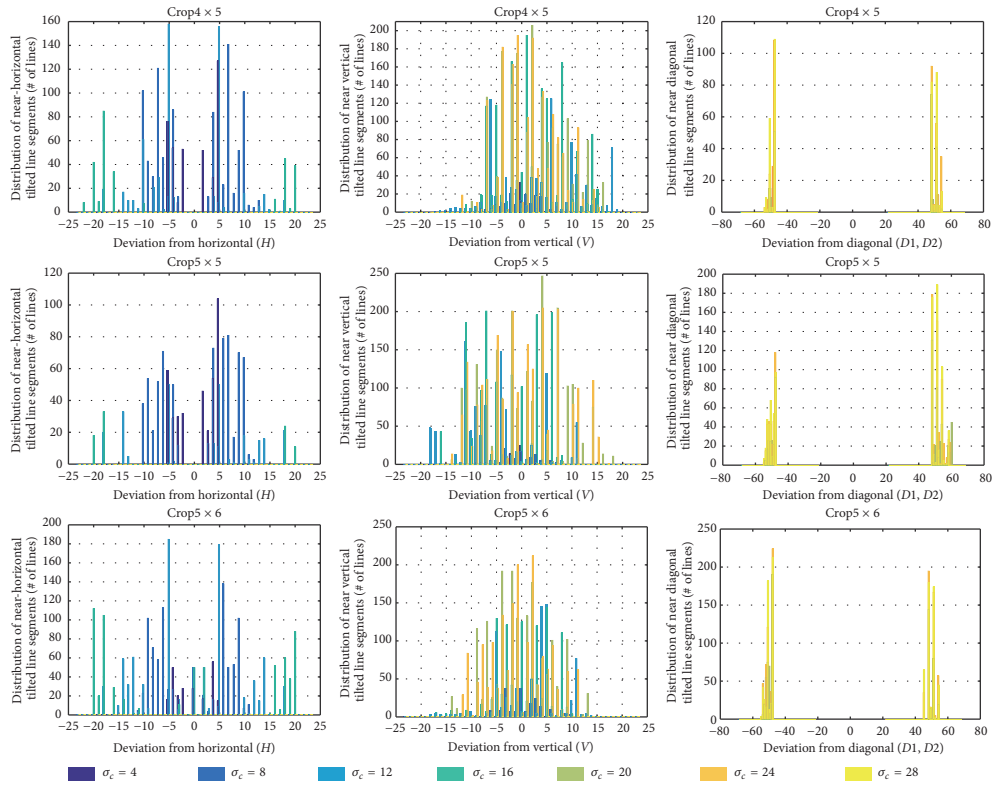 Crop4 × 5
Distribution of near-horizontal
tilted line segments (# of lines)
160
140
120
100
80
60
40
20
0
−25 −20 −15 −10 −5 0 5 10 15 20 25
Deviation from horizontal (H)
Crop4 × 5
Distribution of near vertical
tilted line segments (# of lines)
200
180
160
140
120
100
80
60
40
20
0
−25 −20 −15 −10 −5 0 5 10 15 20 25
Deviation from vertical (V)
Crop4 × 5
Distribution of near diagonal
tilted line segments (# of lines)
120
100
80
60
40
20
0
−80 −60 −40 −20 0 20 40 60 80
Deviation from diagonal (D1, D2)
Crop5 × 5
Distribution of near-horizontal
tilted line segments (# of lines)
120
100
80
60
40
20
0
−25 −20 −15 −10 −5 0 5 10 15 20 25
Deviation from horizontal (H)
Crop5 × 5
Distribution of near vertical
tilted line segments (# of lines)
250
200
150
100
50
0
−25 −20 −15 −10 −5 0 5 10 15 20 25
Deviation from vertical (V)
Crop5 × 5
Distribution of near diagonal
tilted line segments (# of lines)
200
180
160
140
120
100
80
60
40
20
0
−80 −60 −40 −20 0 20 40 60 80
Deviation from diagonal (D1, D2)
Crop5 × 6
Distribution of near-horizontal
tilted line segments (# of lines)
200
180
160
140
120
100
80
60
40
20
0
−25 −20 −15 −10 −5 0 5 10 15 20 25
Deviation from horizontal (H)
Crop5 × 6
Distribution of near vertical
tilted line segments (# of lines)
250
200
150
100
50
0
−25 −20 −15 −10 −5 0 5 10 15 20 25
Deviation from vertical (V)
Crop5 × 6
Distribution of near diagonal
tilted line segments (# of lines)
250
200
150
100
50
0
−80 −60 −40 −20 0 20 40 60 80
Deviation from diagonal (D1, D2)
σc = 4 σc = 8 σc = 12 σc = 16 σc = 20 σc = 24 σc = 28